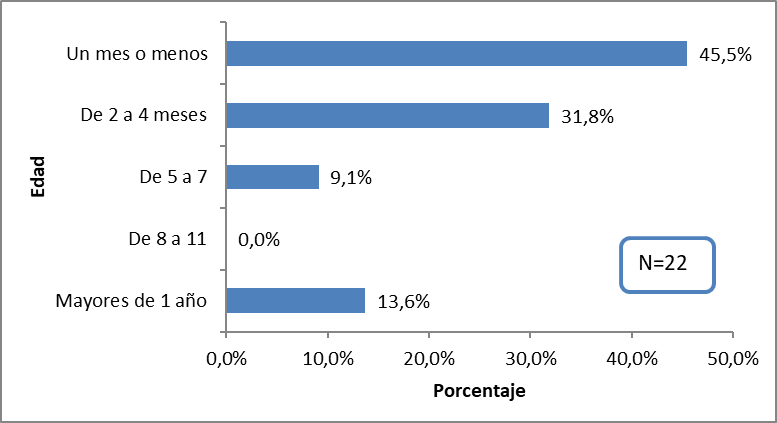 Un mes o menos
45,5%
De 2 a 4 meses
31,8%
De 5 a 7
9,1%
De 8 a 11
0,0%
Mayores de 1 año
13,6%
Edad
N=22
0,0%
10,0%
20,0%
30,0%
40,0%
50,0%
Porcentaje